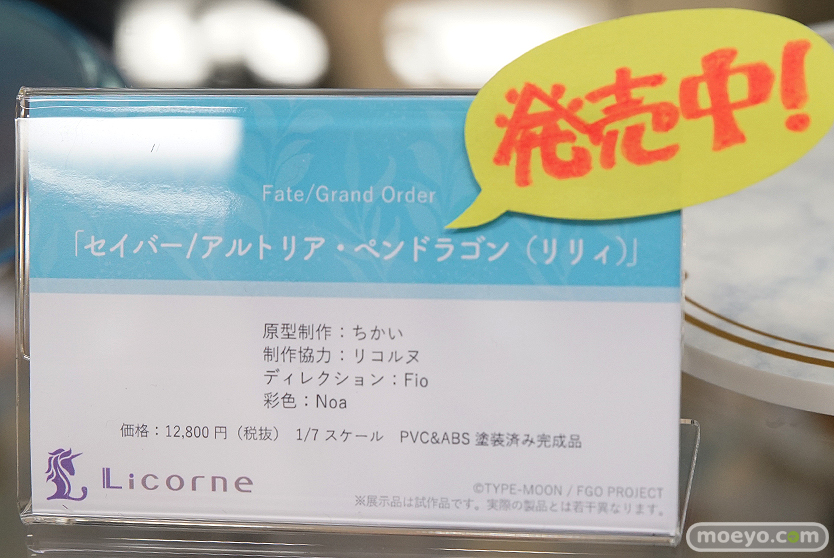 発売中!
Fate/Grand Order
「セイバー/アルトリア・ペンドラゴン（リリィ)」
原型制作：ちかい
制作協力：リコルヌ
ディレクション：Fio
彩色：Noa
価格：12,800円（税抜） 1/7スケール PVC&ABS塗装済み完成品
Licorne
©TYPE-MOON / FGO PROJECT
※展示品は試作品です。実際の製品とは若干異なります。
moeyo.com